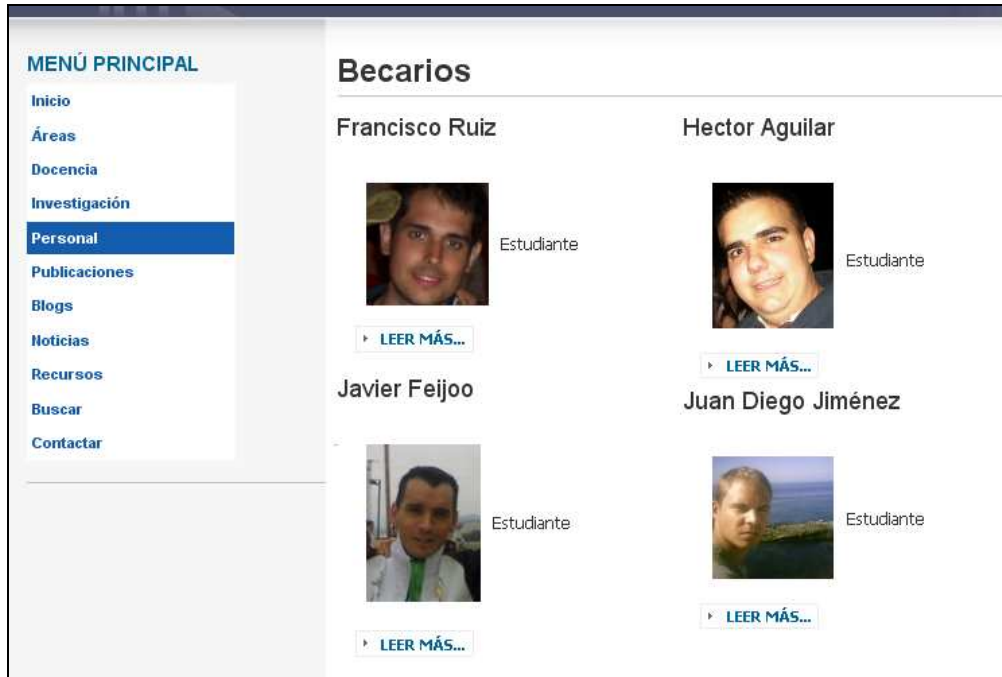 MENÚ PRINCIPAL
Inicio
Áreas
Docencia
Investigación
Personal
Publicaciones
Blogs
Noticias
Recursos
Buscar
Contactar
Becarios
Francisco Ruiz
Estudiante
LEER MÁS...
Hector Aguilar
Estudiante
LEER MÁS...
Javier Feijoo
Estudiante
LEER MÁS...
Juan Diego Jiménez
Estudiante
LEER MÁS...